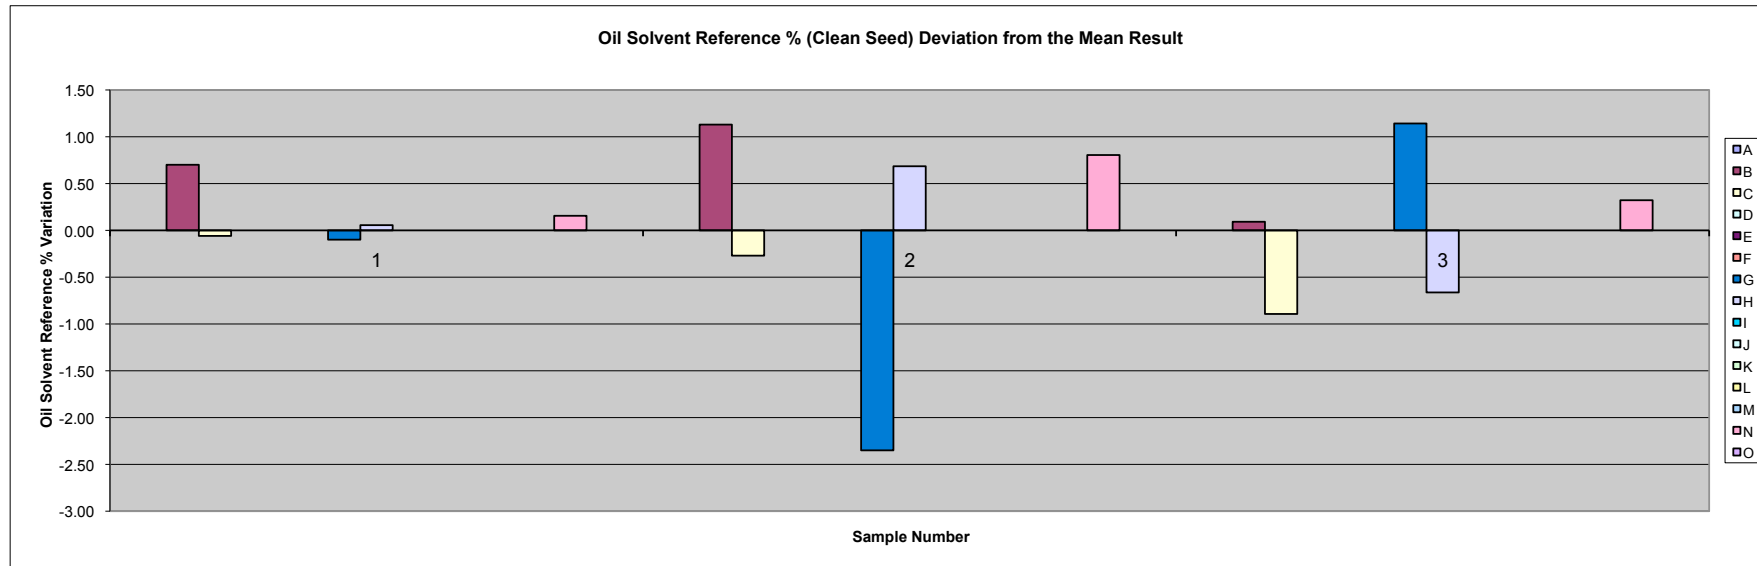 Oil Solvent Reference % (Clean Seed) Deviation from the Mean Result
Oil Solvent Reference % Variation
1.50
1.00
0.50
0.00
-0.50
-1.00
-1.50
-2.00
-2.50
-3.00
1
2
3
Sample Number
A
B
C
D
E
F
G
H
I
J
K
L
M
N
O